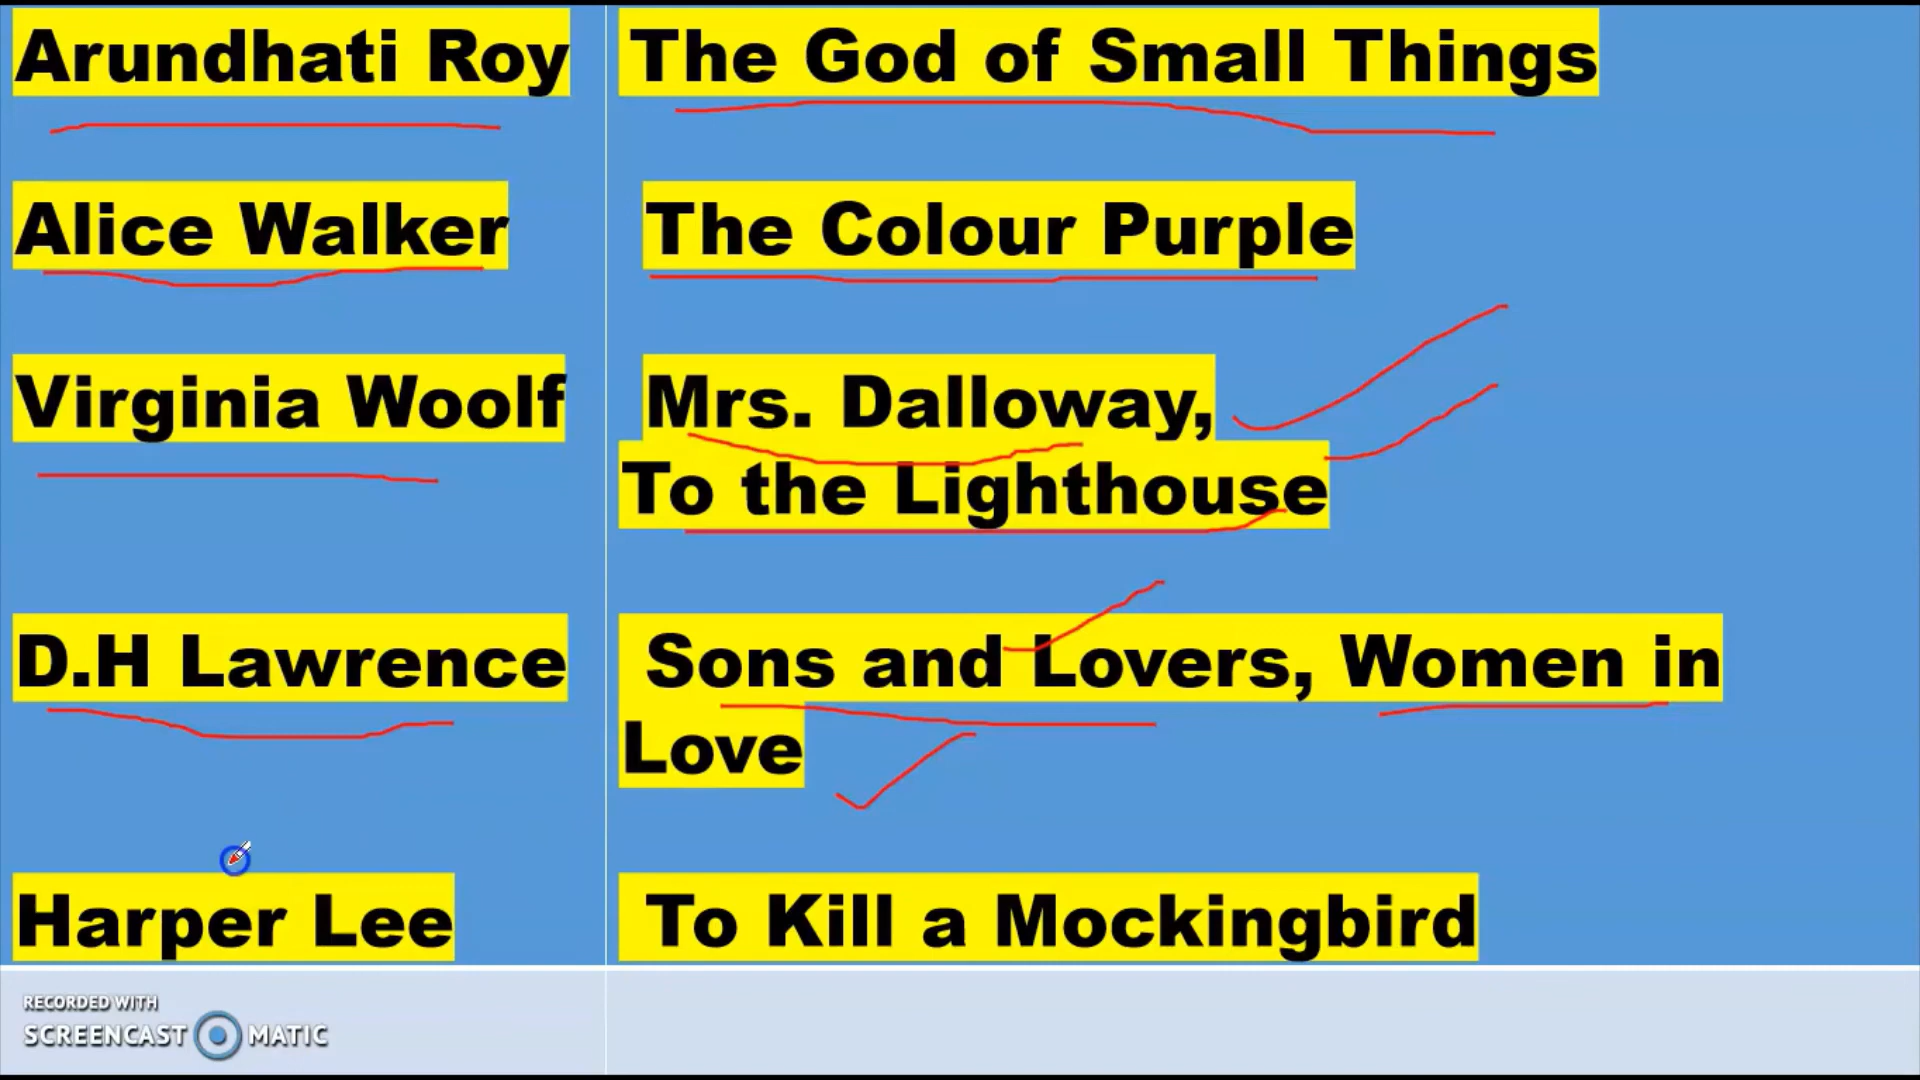 Arundhati Roy
The God of Small Things
Alice Walker
The Colour Purple
Virginia Woolf
Mrs. Dalloway,
To the Lighthouse
D.H Lawrence
Sons and Lovers, Women in
Love
Harper Lee
To Kill a Mockingbird
RECORDED WITH
SCREENCAST MATIC